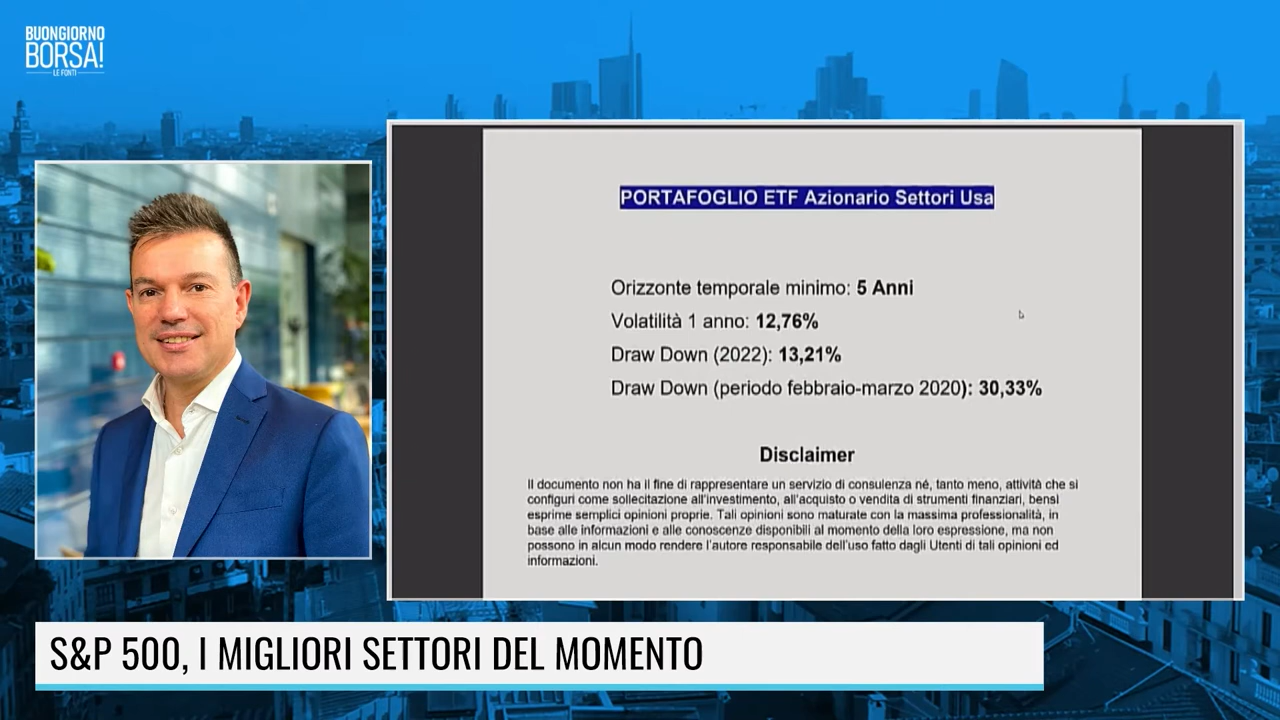 BUONGIORNO
BORSA!
LE FONTI
PORTAFOGLIO ETF Azionario Settori Usa
Orizzonte temporale minimo: 5 Anni
Volatilità 1 anno: 12,76%
Draw Down (2022): 13,21%
Draw Down (periodo febbraio-marzo 2020): 30,33%
Disclaimer
Il documento non ha il fine di rappresentare un servizio di consulenza né, tanto meno, attività che si
configuri come sollecitazione all'investimento, all'acquisto o vendita di strumenti finanziari, bensì
esprime semplici opinioni proprie. Tali opinioni sono maturate con la massima professionalità, in
base alle informazioni e alle conoscenze disponibili al momento della loro espressione, ma non
possono in alcun modo rendere l'autore responsabile dell'uso fatto dagli Utenti di tali opinioni ed
informazioni.
S&P 500, I MIGLIORI SETTORI DEL MOMENTO